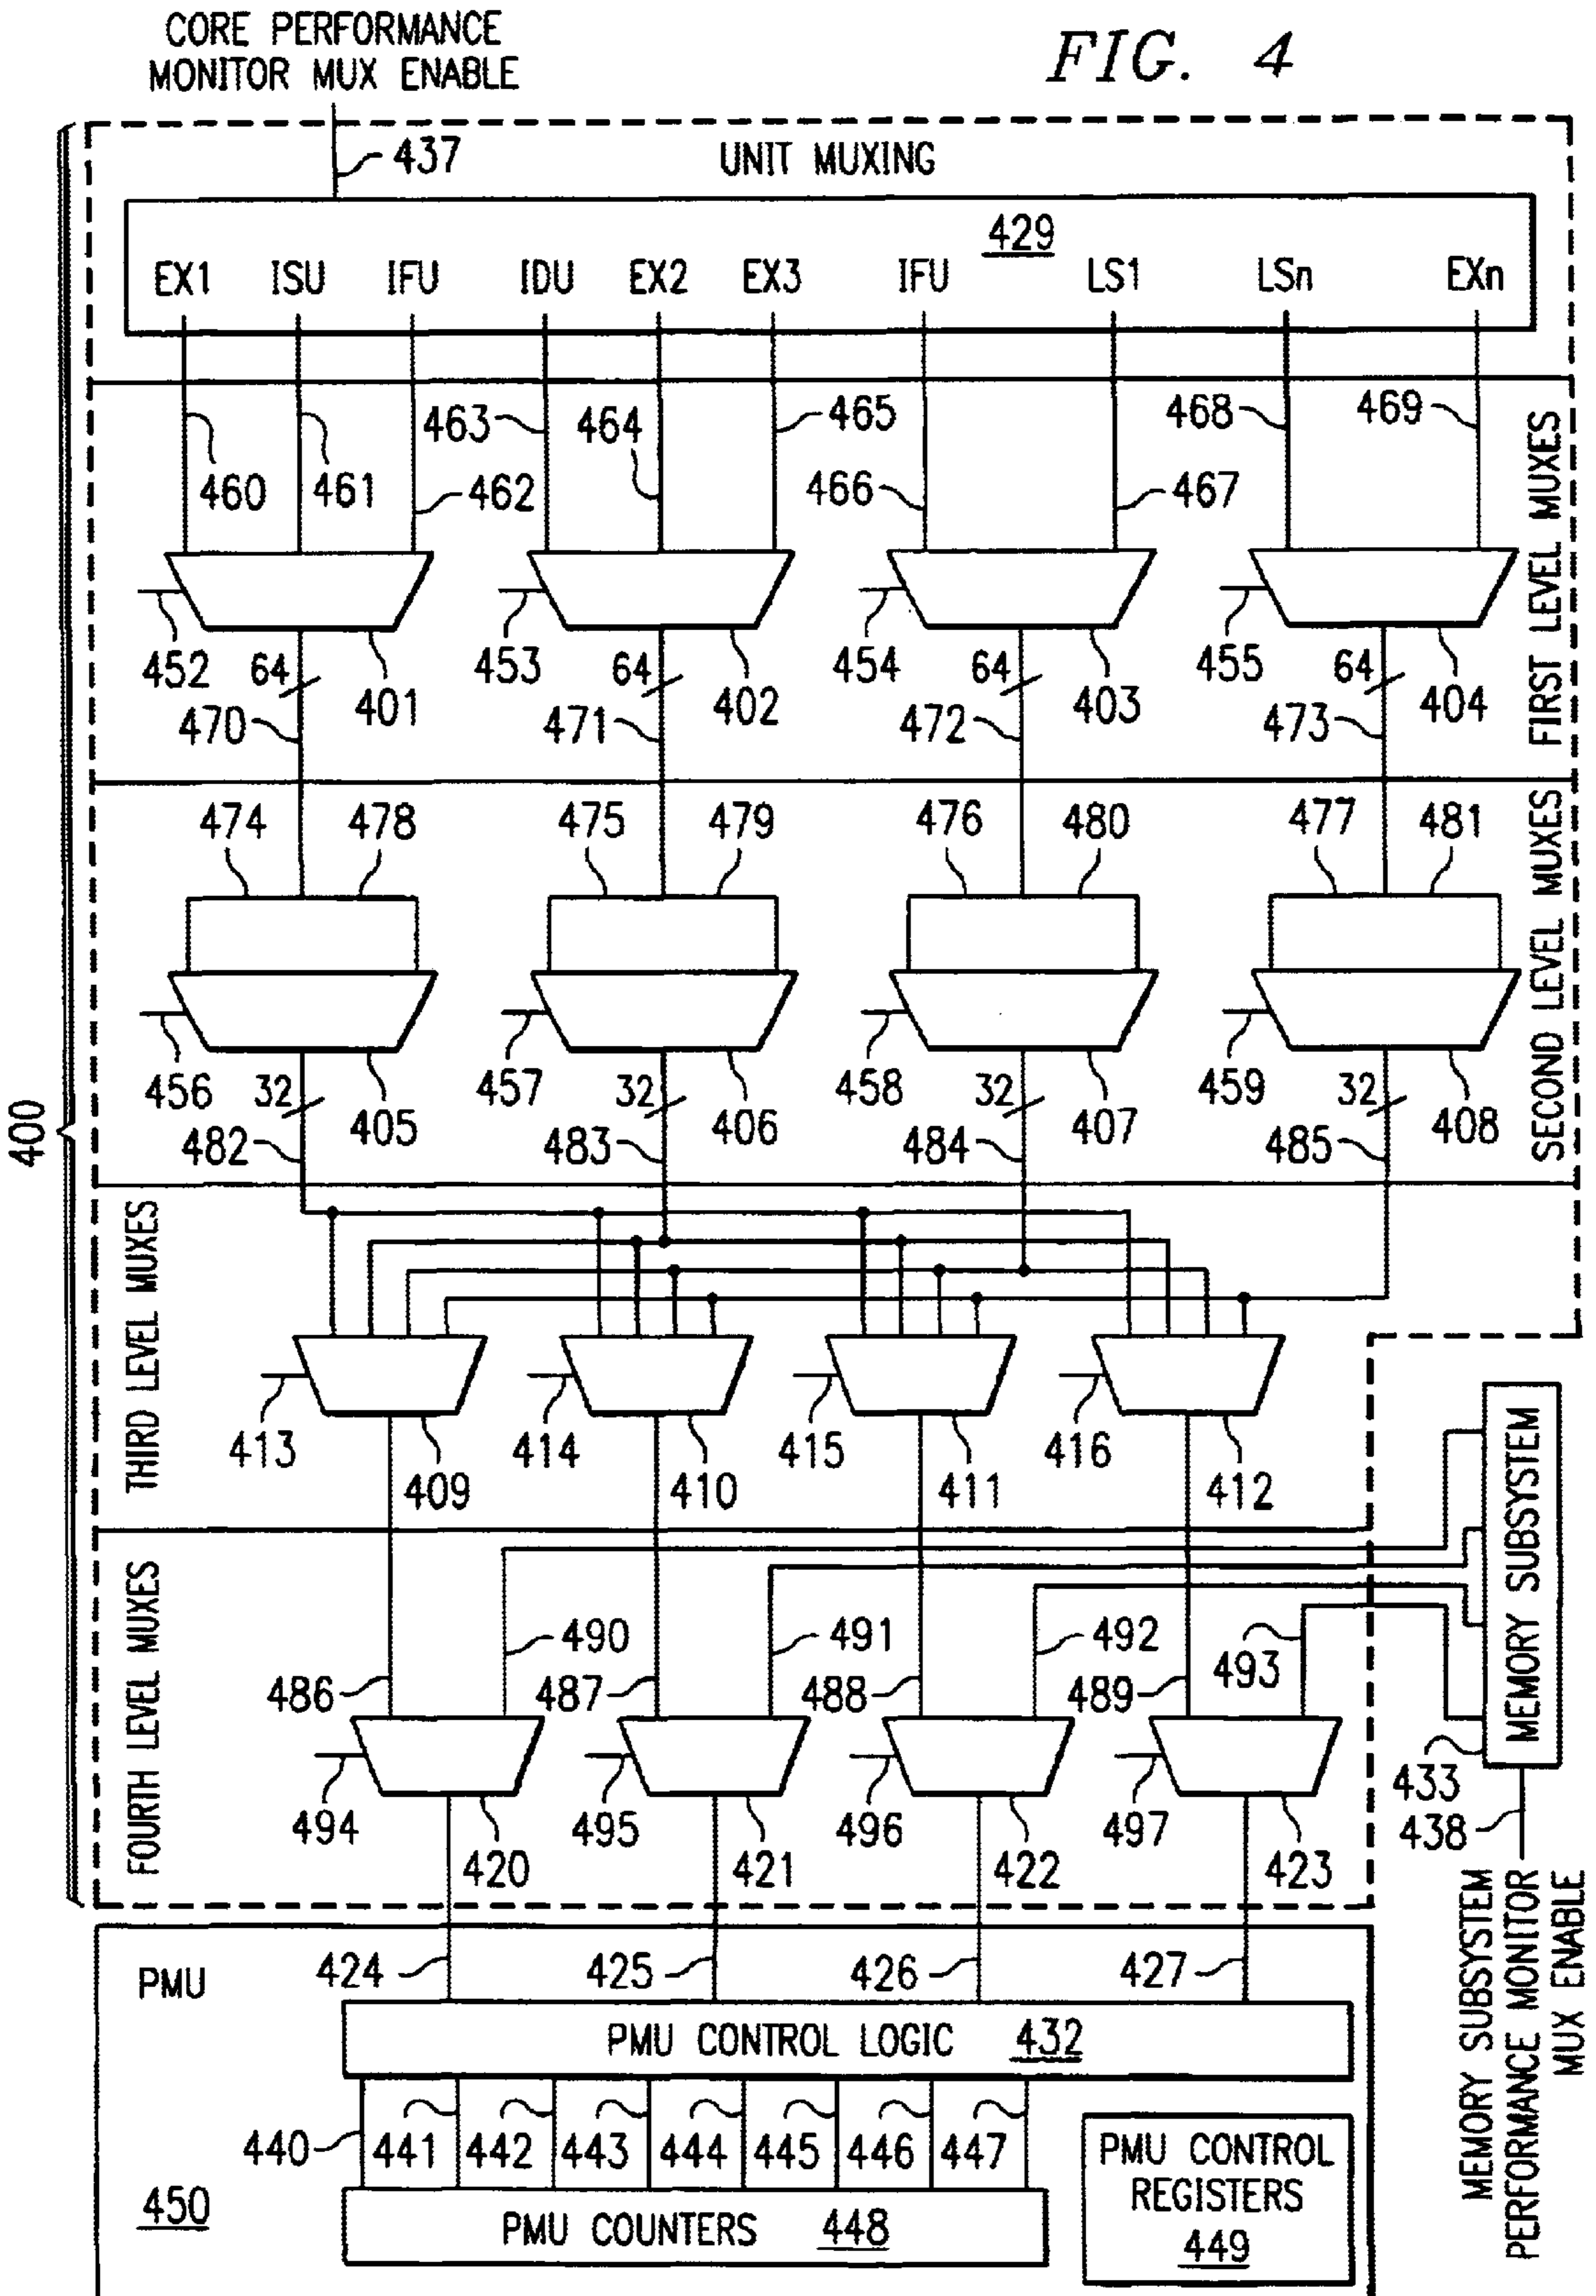 CORE PERFORMANCE
MONITOR MUX ENABLE
FIG. 4
437
UNIT MUXING
429
EX1 ISU IFU IDU EX2 EX3 IFU LS1 LSn EXn
463 464 465 468 469
460 461 462 466 467
FIRST LEVEL MUXES
452 64 401 453 64 402 454 64 403 455 64 404
470 471 472 473
474 478 475 479 476 480 477 481
SECOND LEVEL MUXES
456 32 405 457 32 406 458 32 407 459 32 408
482 483 484 485
400
THIRD LEVEL MUXES
413 409 414 410 415 411 416 412
MEMORY SUBSYSTEM
FOURTH LEVEL MUXES
490 491 492 493
486 487 488 489
433
438
494 420 495 421 496 422 497 423
MEMORY SUBSYSTEM
PERFORMANCE MONITOR
MUX ENABLE
PMU
424 425 426 427
PMU CONTROL LOGIC 432
440 441 442 443 444 445 446 447
PMU CONTROL
REGISTERS
449
450
PMU COUNTERS 448